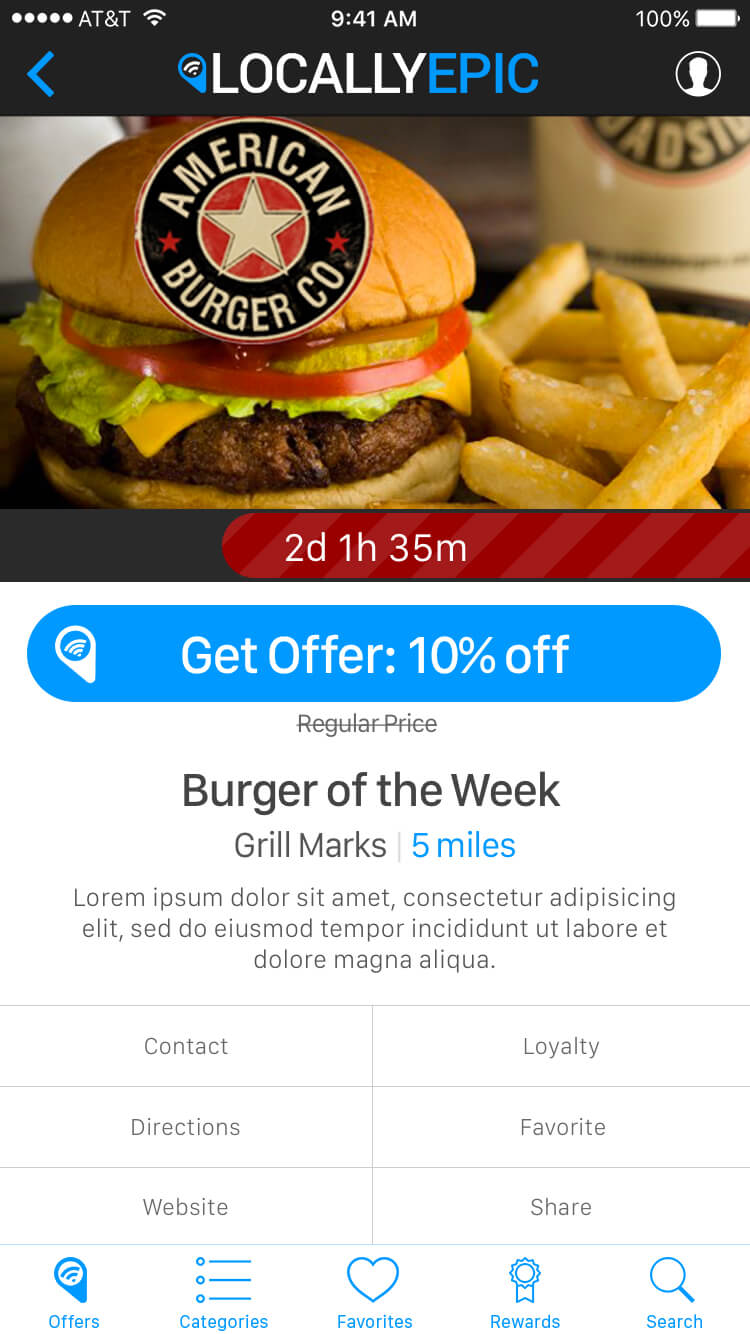 AT&T 9:41 AM 100%
LOCALLYEPIC
AMERICAN
BURGER CO
2d 1h 35m
Get Offer: 10% off
Regular Price
Burger of the Week
Grill Marks | 5 miles
Lorem ipsum dolor sit amet, consectetur adipisicing
elit, sed do eiusmod tempor incididunt ut labore et
dolore magna aliqua.
Contact Loyalty
Directions Favorite
Website Share
Offers Categories Favorites Rewards Search